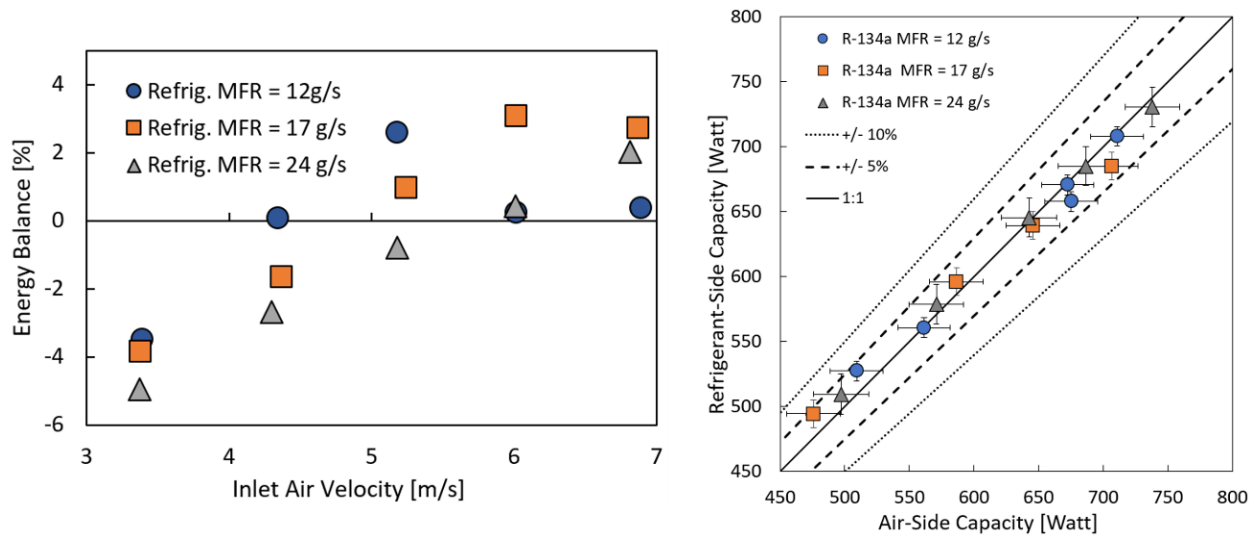 4
2
0
-2
-4
-6
Energy Balance [%]
Refrig. MFR = 12g/s
Refrig. MFR = 17 g/s
Refrig. MFR = 24 g/s
3 4 5 6 7
Inlet Air Velocity [m/s]
800
750
700
650
600
550
500
450
Refrigerant-Side Capacity [Watt]
R-134a MFR = 12 g/s
R-134a MFR = 17 g/s
R-134a MFR = 24 g/s
+/- 10%
+/- 5%
1:1
450 500 550 600 650 700 750 800
Air-Side Capacity [Watt]